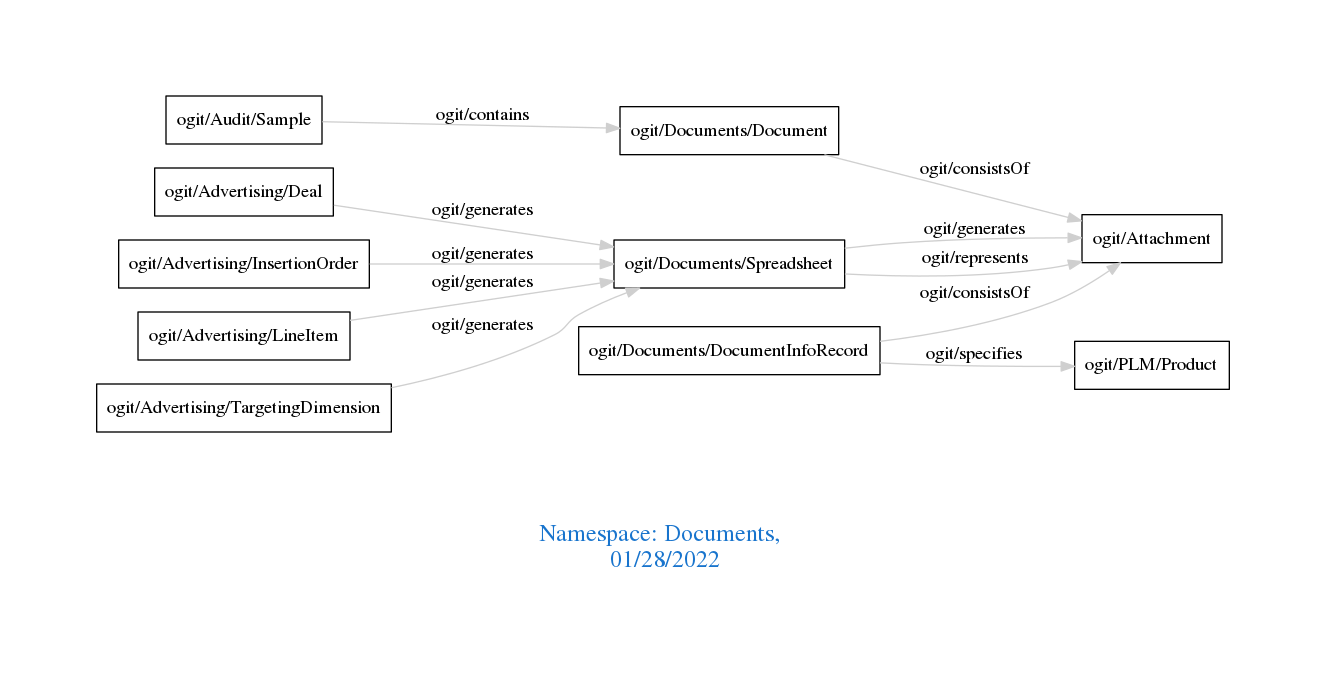 ogit/Audit/Sample
ogit/contains
ogit/Documents/Document
ogit/consistsOf
ogit/Advertising/Deal
ogit/generates
ogit/generates
ogit/Attachment
ogit/Advertising/InsertionOrder
ogit/generates
ogit/Documents/Spreadsheet
ogit/represents
ogit/generates
ogit/consistsOf
ogit/Advertising/LineItem
ogit/generates
ogit/Documents/DocumentInfoRecord
ogit/specifies
ogit/PLM/Product
ogit/Advertising/TargetingDimension
Namespace: Documents,
01/28/2022